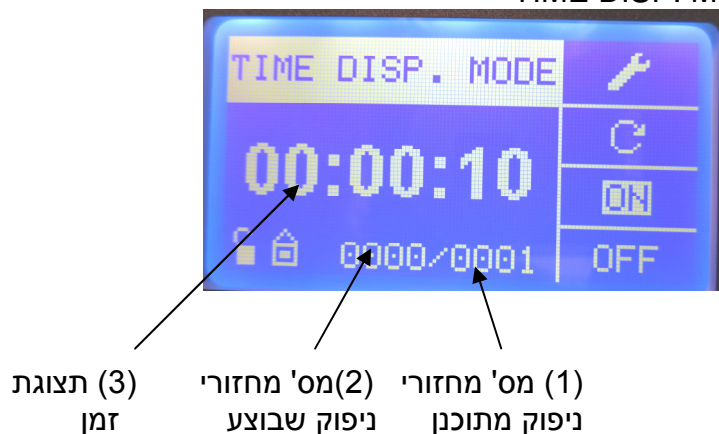 TIME DISP. MODE
00:00:10
ON
0000/0001
OFF
(1) מס' מחזורי ניפוק מתוכנן
(2)מס' מחזורי ניפוק שבוצע
(3) תצוגת זמן